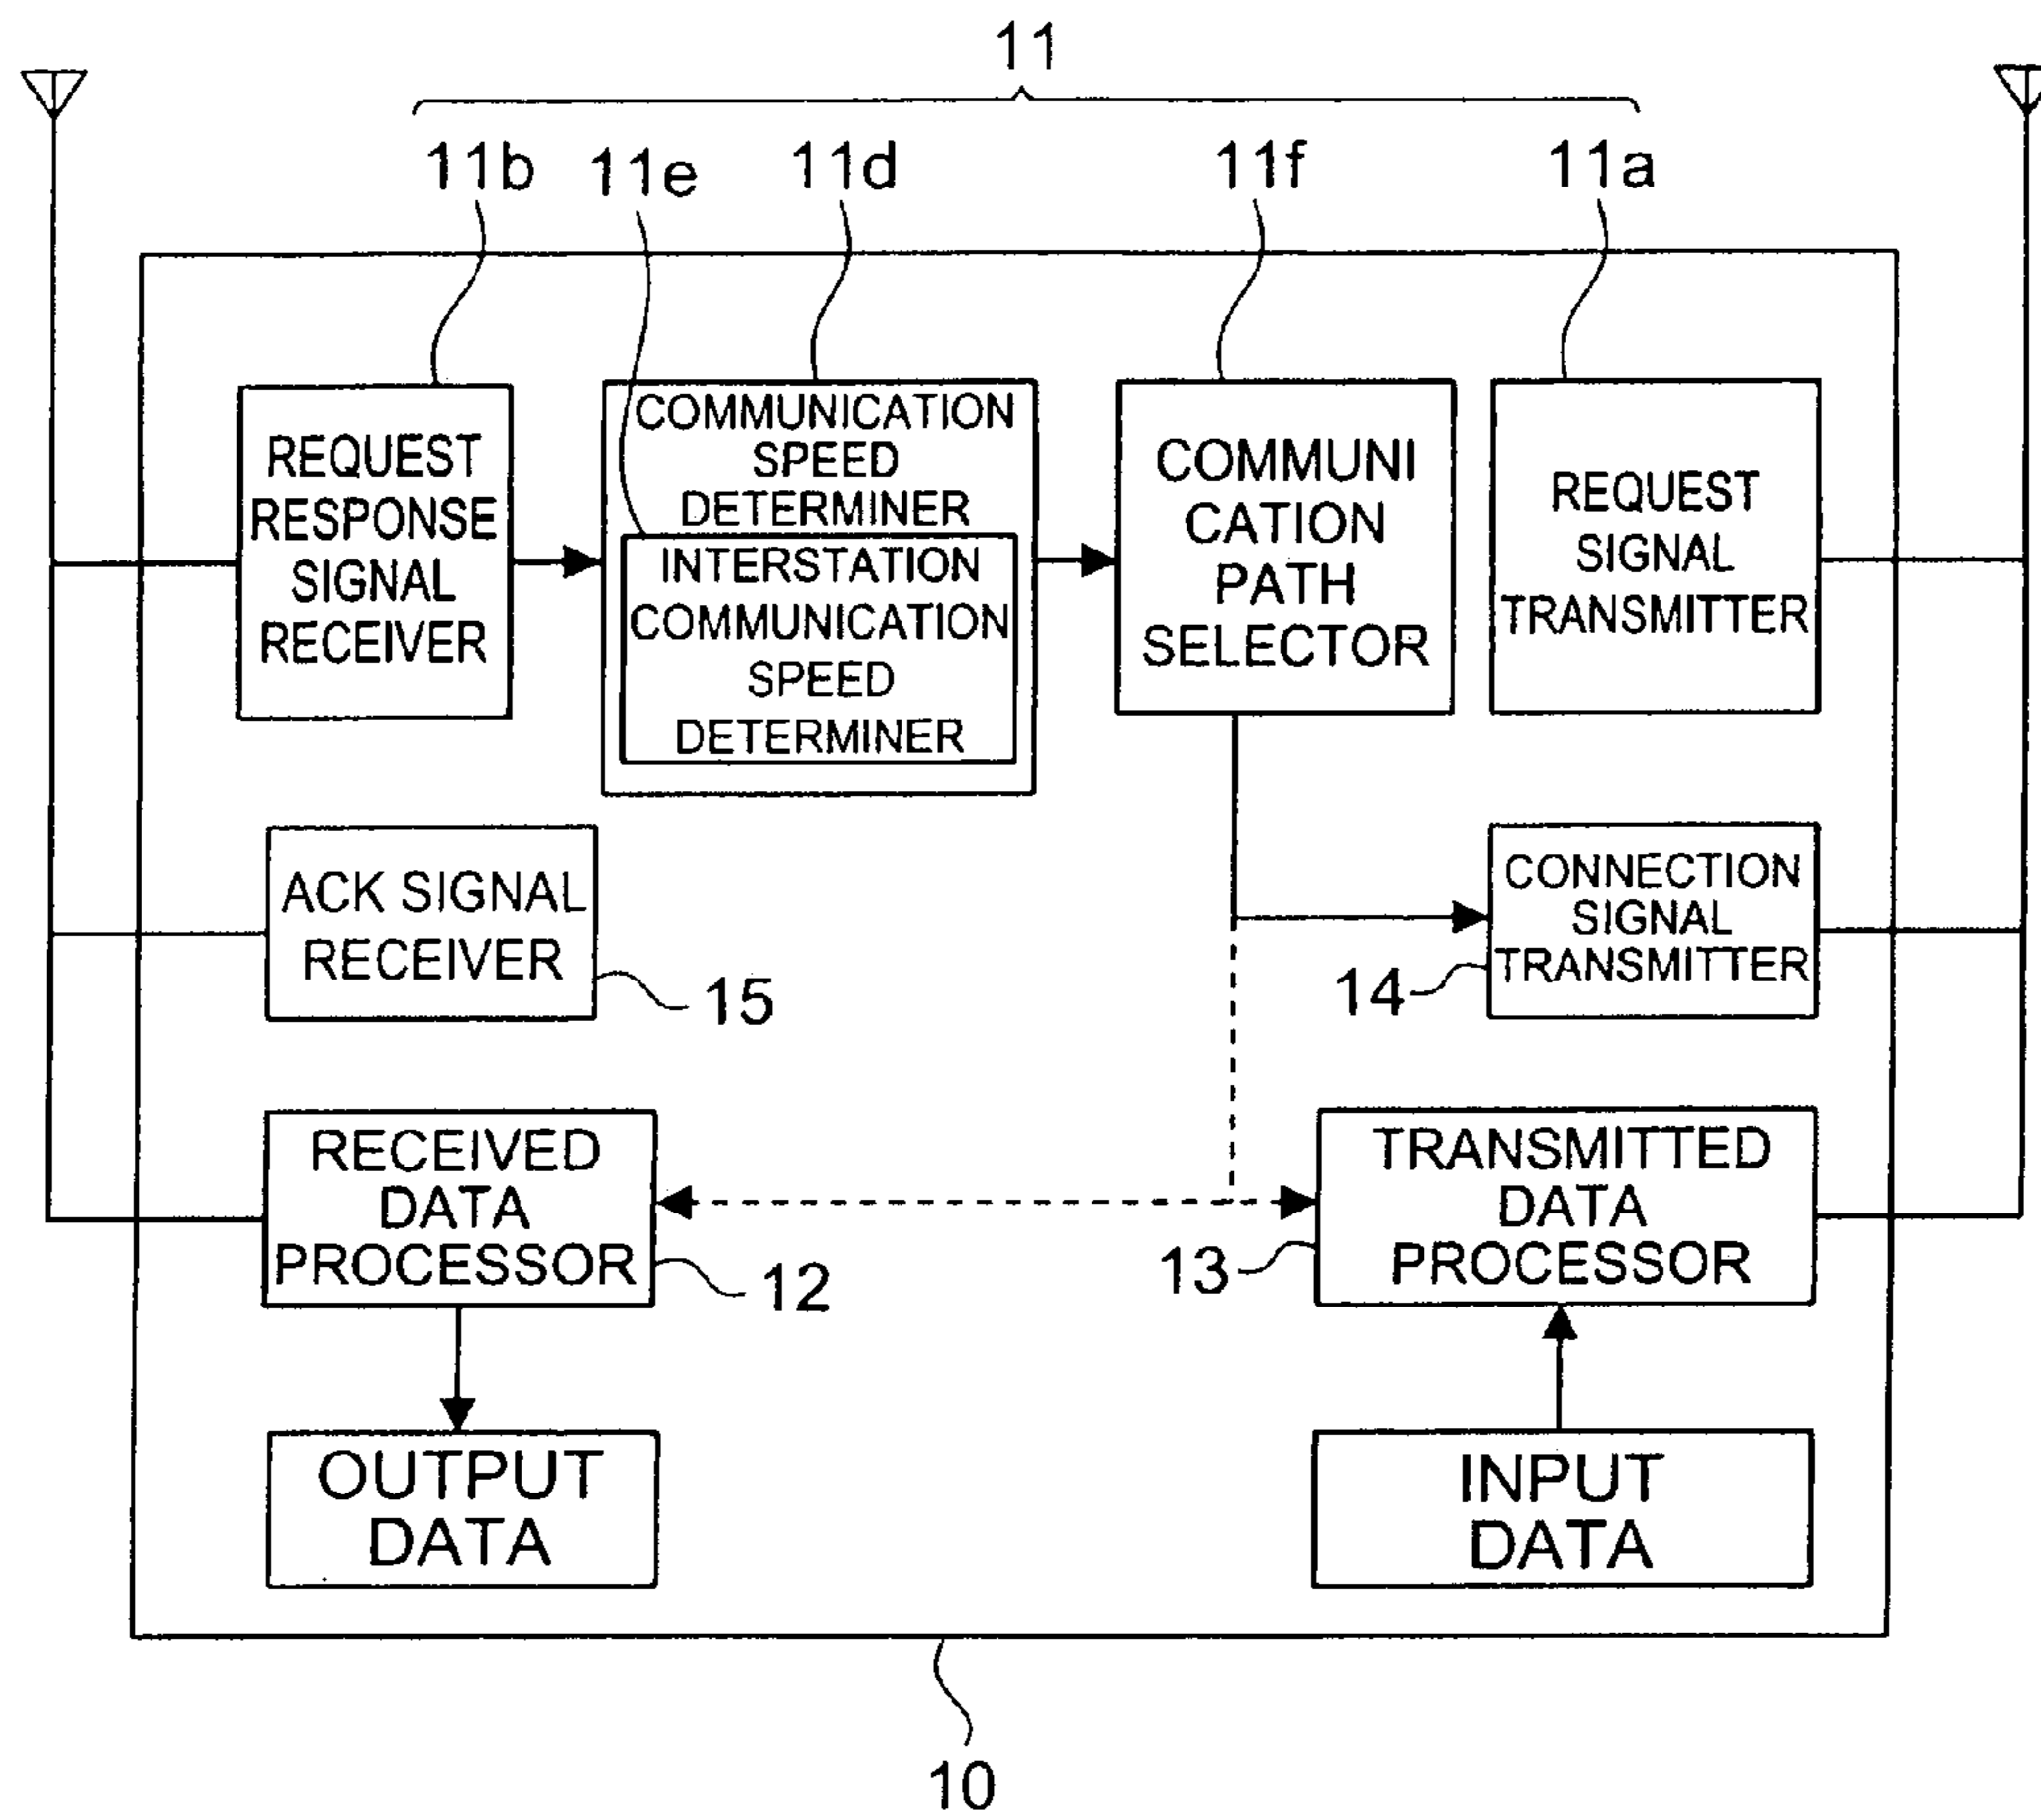 11
11b
11e
11d
11f
11a
REQUEST
RESPONSE
SIGNAL
RECEIVER
COMMUNICATION
SPEED
DETERMINER
INTERSTATION
COMMUNICATION
SPEED
DETERMINER
COMMUNI
CATION
PATH
SELECTOR
REQUEST
SIGNAL
TRANSMITTER
ACK SIGNAL
RECEIVER
15
CONNECTION
SIGNAL
TRANSMITTER
14
RECEIVED
DATA
PROCESSOR
12
TRANSMITTED
DATA
PROCESSOR
13
OUTPUT
DATA
INPUT
DATA
10